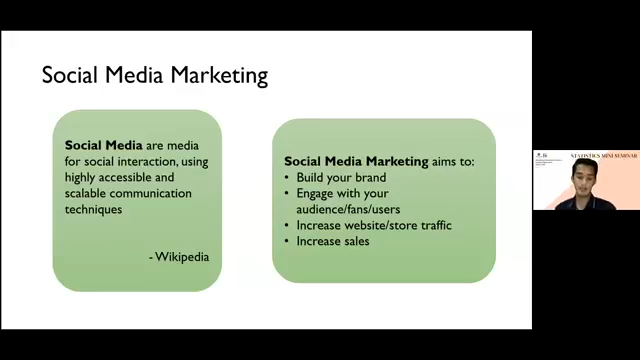 Social Media Marketing
Social Media are media
for social interaction, using
highly accessible and
scalable communication
techniques
- Wikipedia
Social Media Marketing aims to:
• Build your brand
• Engage with your
audience/fans/users
• Increase website/store traffic
• Increase sales
STATISTICS MINI SEMINAR